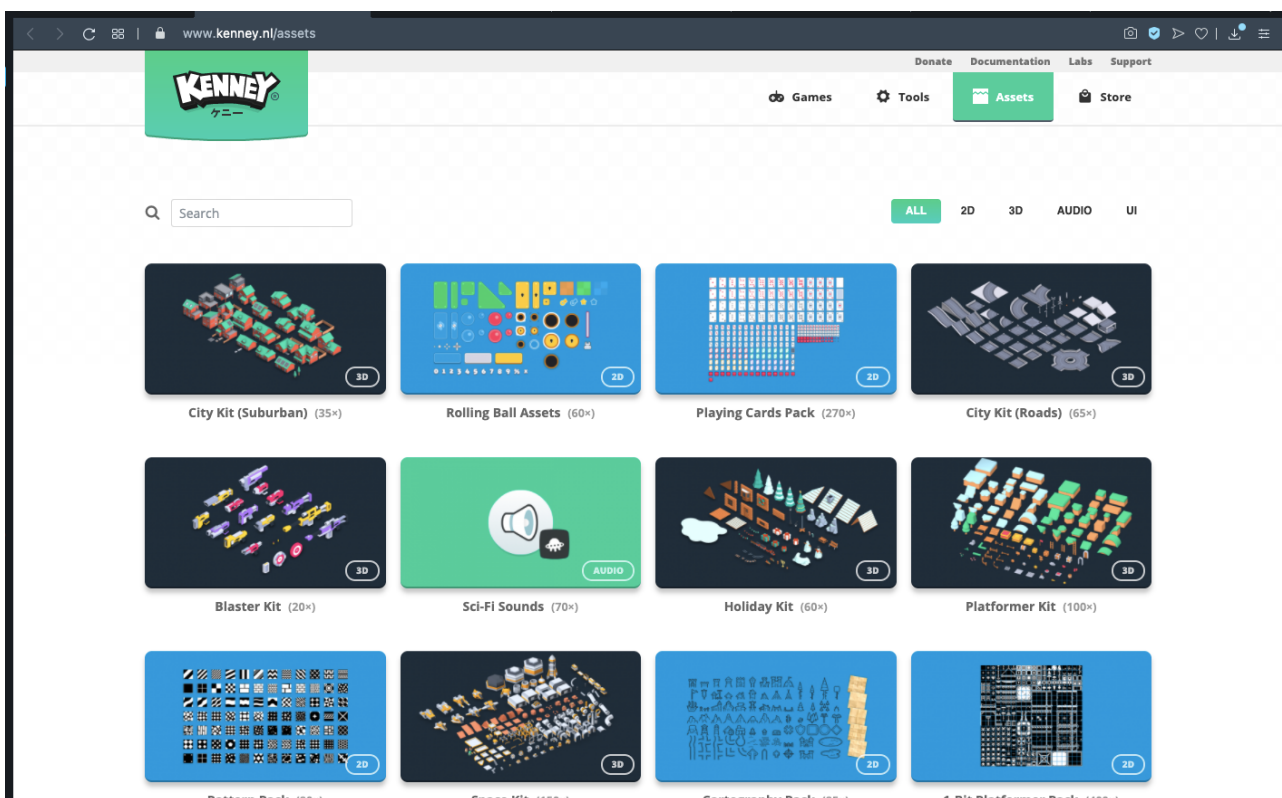 www.kenney.nl/assets
Donate Documentation Labs Support
KENNEY®
ケニー
Games Tools Assets Store
Search
ALL 2D 3D AUDIO UI
3D 2D 2D 3D
City Kit (Suburban) (35×) Rolling Ball Assets (60×) Playing Cards Pack (270×) City Kit (Roads) (65×)
3D AUDIO 3D 3D
Blaster Kit (20×) Sci-Fi Sounds (70×) Holiday Kit (60×) Platformer Kit (100×)
2D 3D 2D 2D